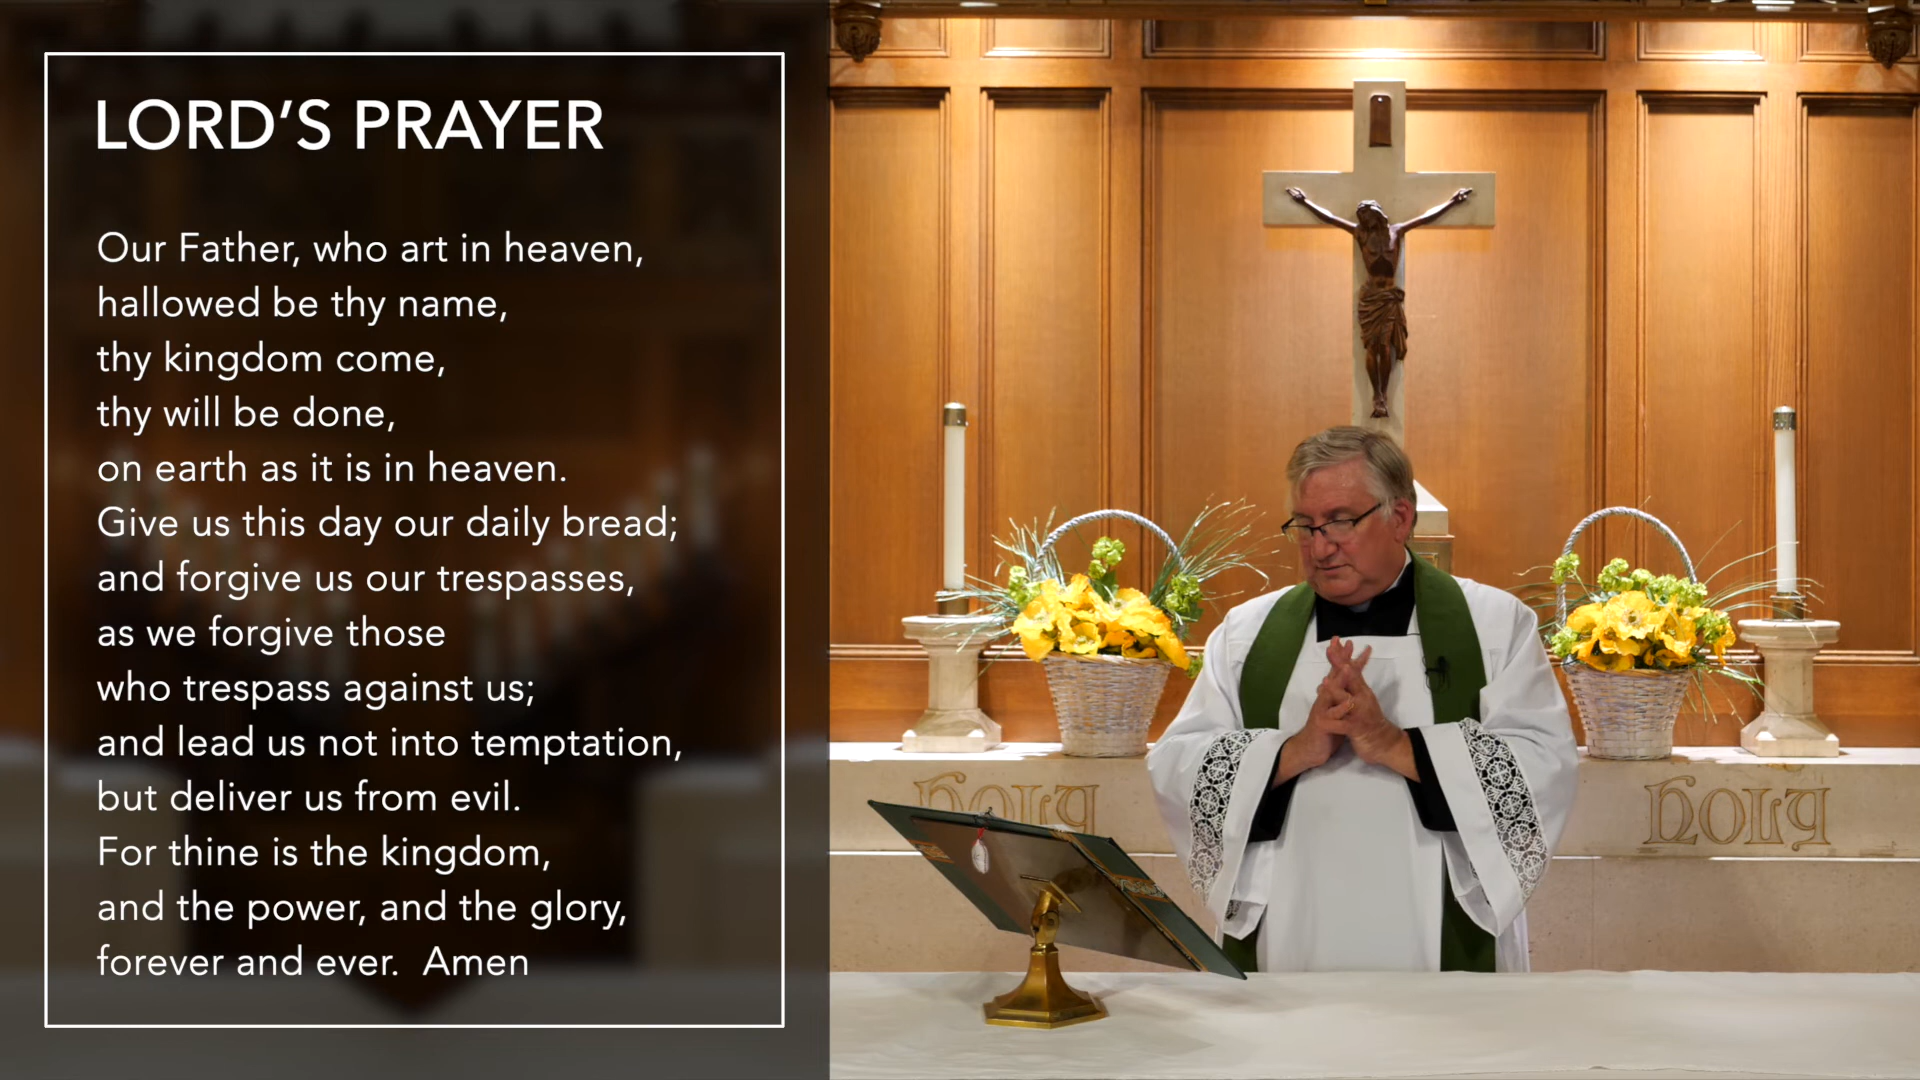 LORD’S PRAYER
Our Father, who art in heaven,
hallowed be thy name,
thy kingdom come,
thy will be done,
on earth as it is in heaven.
Give us this day our daily bread;
and forgive us our trespasses,
as we forgive those
who trespass against us;
and lead us not into temptation,
but deliver us from evil.
For thine is the kingdom,
and the power, and the glory,
forever and ever. Amen
HOLY
HOLY